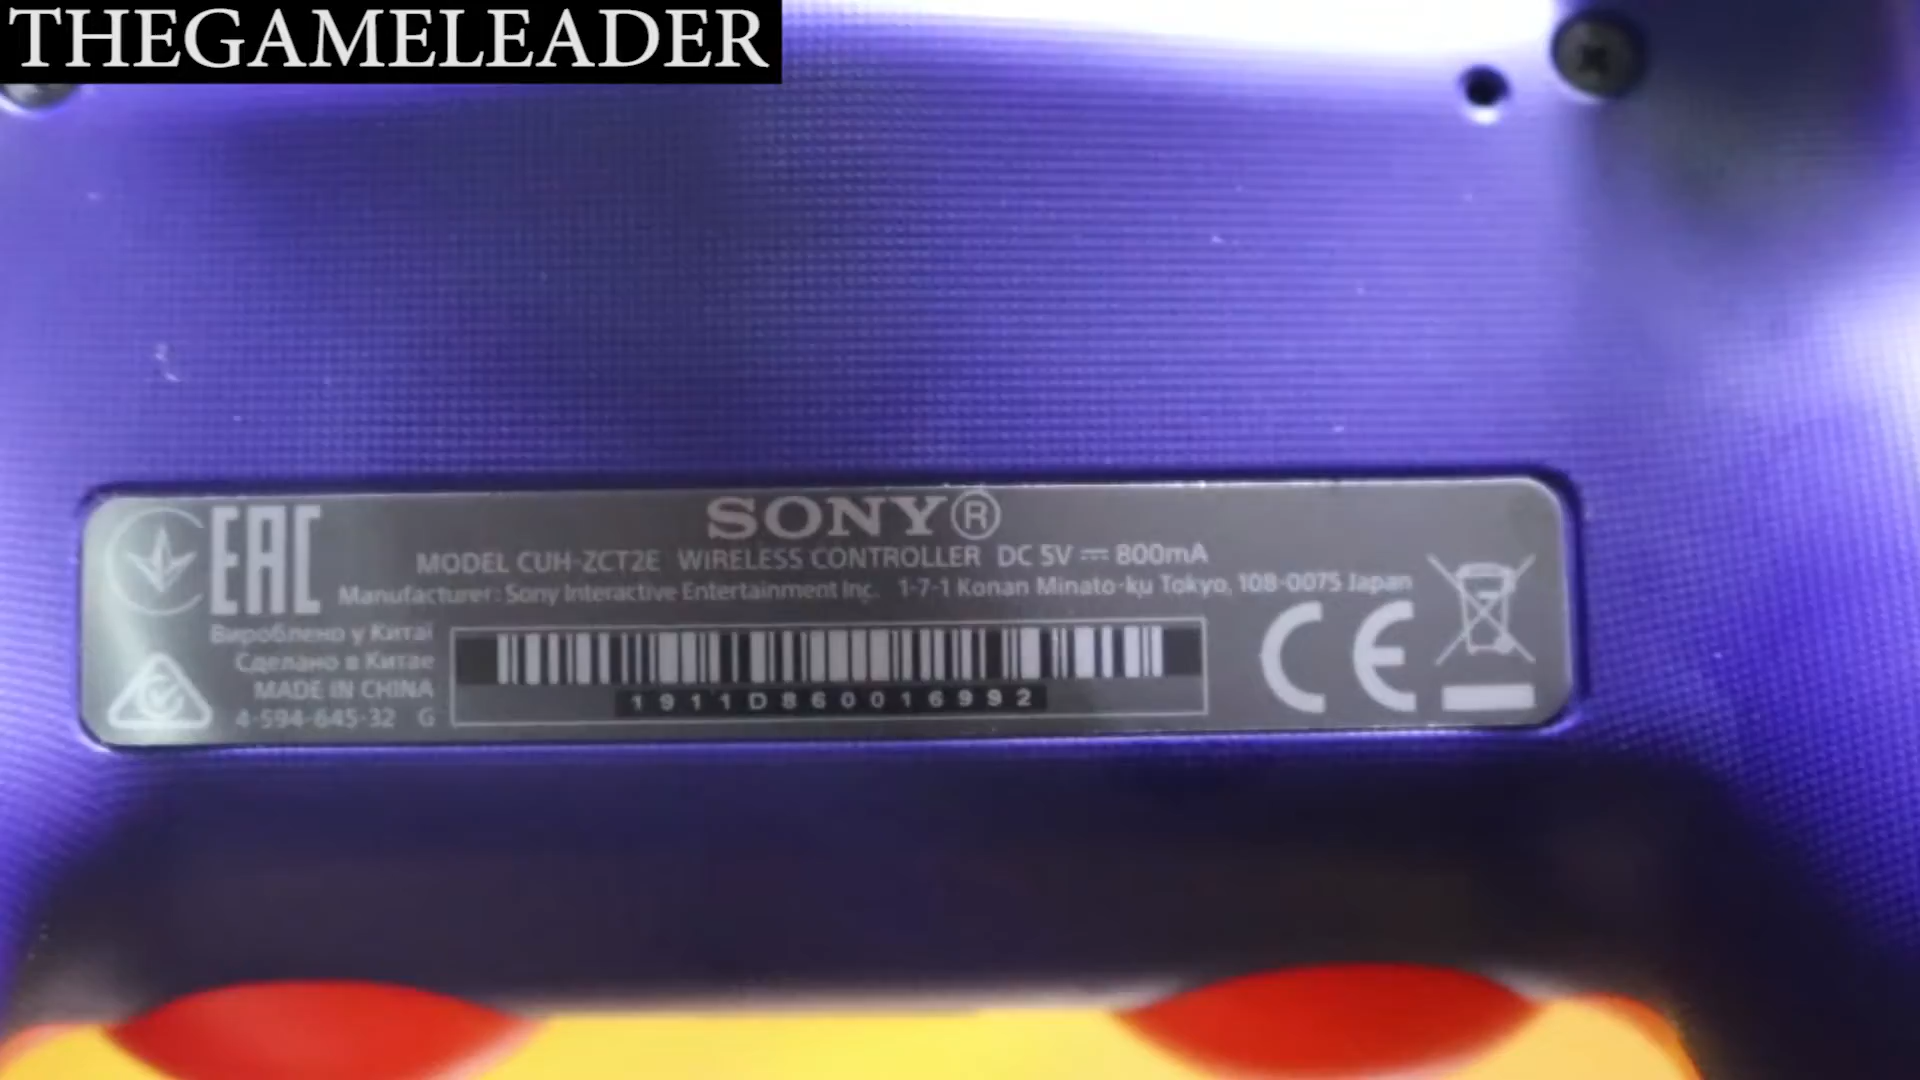 THEGAMELEADER
SONY®
EAC
MODEL CUH-ZCT2E WIRELESS CONTROLLER DC 5V ⎓ 800mA
Manufacturer: Sony Interactive Entertainment Inc. 1-7-1 Konan Minato-ku Tokyo, 108-0075 Japan
Вироблено у Китаї
Сделано в Китае
MADE IN CHINA
4-594-645-32 G
1911D860016992
CE